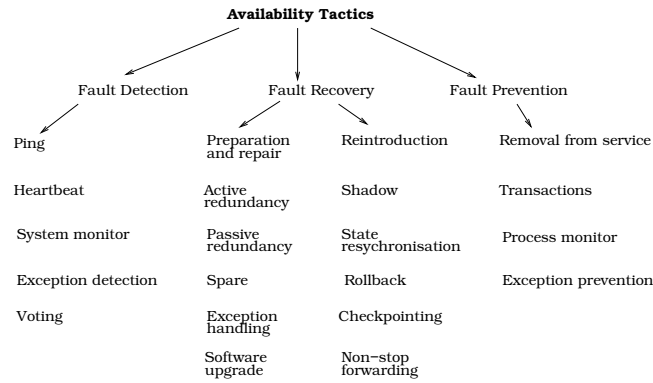 Availability Tactics
Fault Detection
Fault Recovery
Fault Prevention
Ping
Heartbeat
System monitor
Exception detection
Voting
Preparation
and repair
Active
redundancy
Passive
redundancy
Spare
Exception
handling
Software
upgrade
Reintroduction
Shadow
State
resychronisation
Rollback
Checkpointing
Non-stop
forwarding
Removal from service
Transactions
Process monitor
Exception prevention